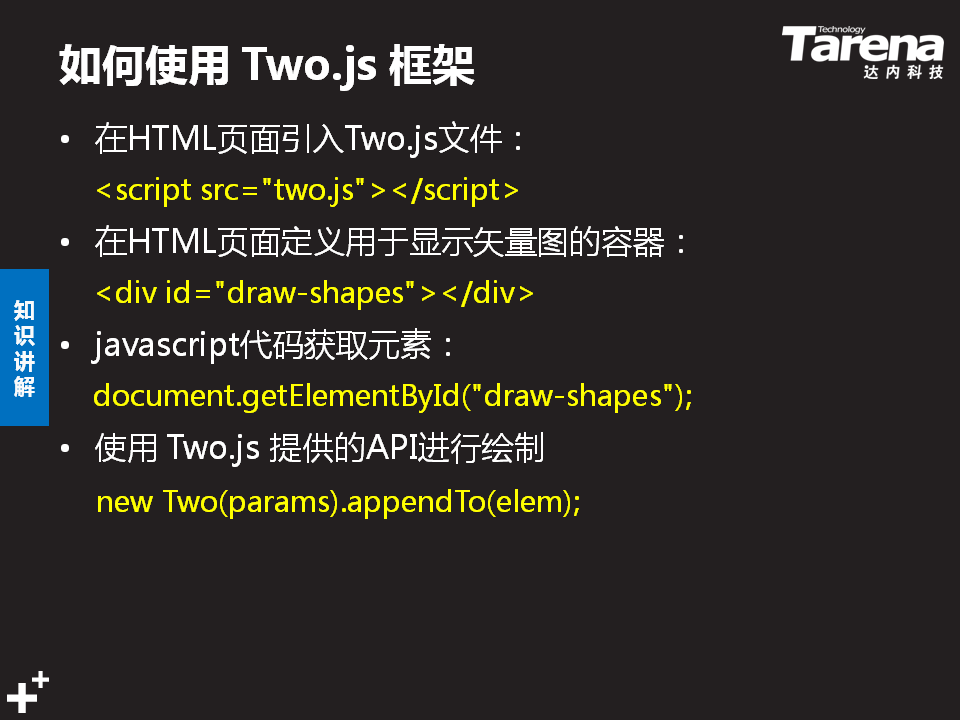 如何使用 Two.js 框架
Technology
Tarena
达内科技
• 在HTML页面引入Two.js文件：
<script src="two.js"></script>
• 在HTML页面定义用于显示矢量图的容器：
<div id="draw-shapes"></div>
知识讲解
• javascript代码获取元素：
document.getElementById("draw-shapes");
• 使用 Two.js 提供的API进行绘制
new Two(params).appendTo(elem);